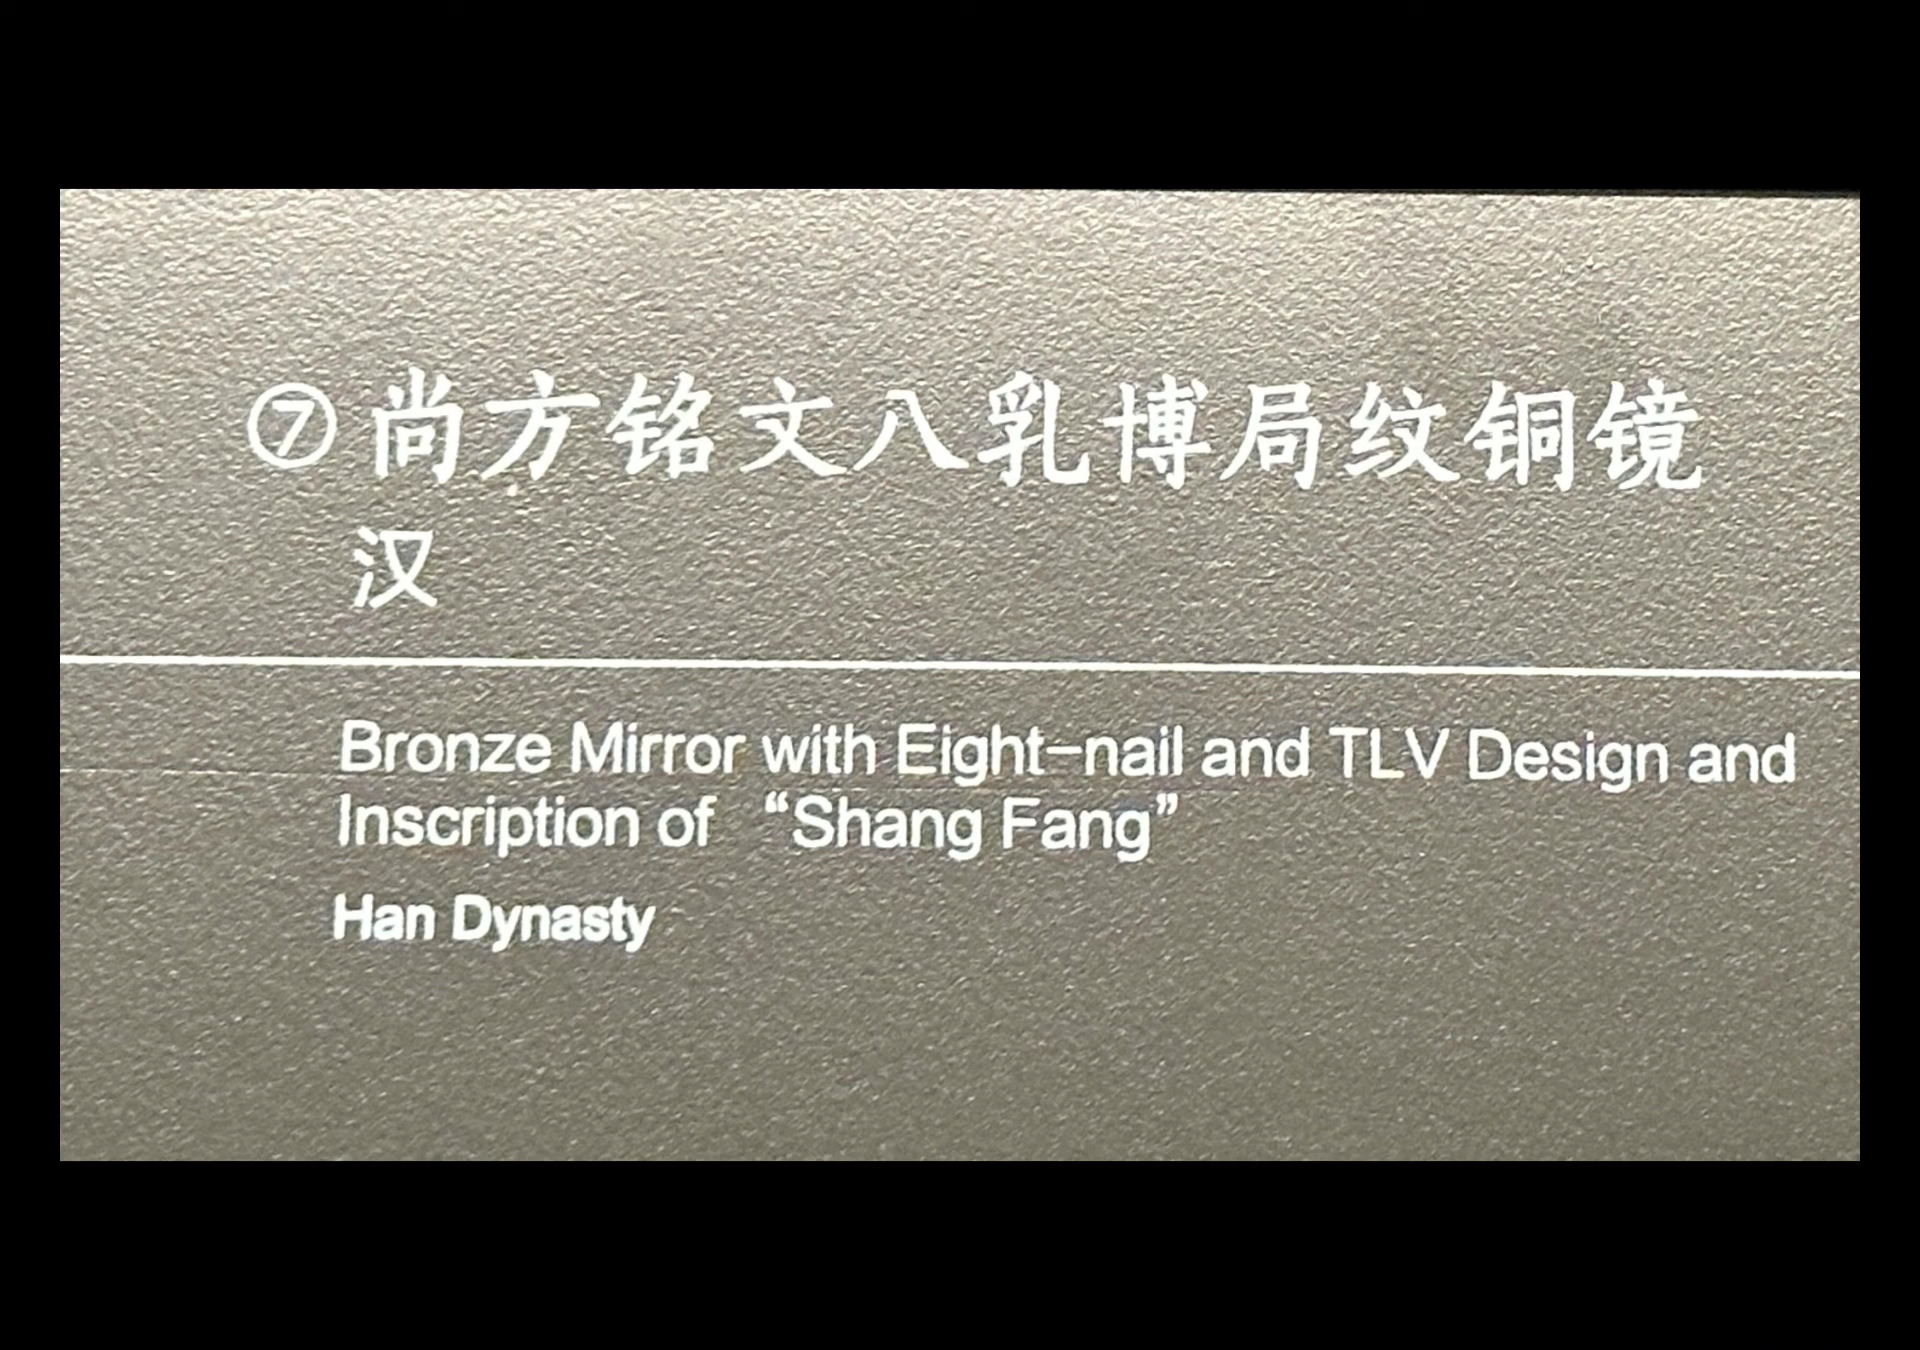 ⑦尚方铭文八乳博局纹铜镜
汉
Bronze Mirror with Eight-nail and TLV Design and
Inscription of “Shang Fang”
Han Dynasty